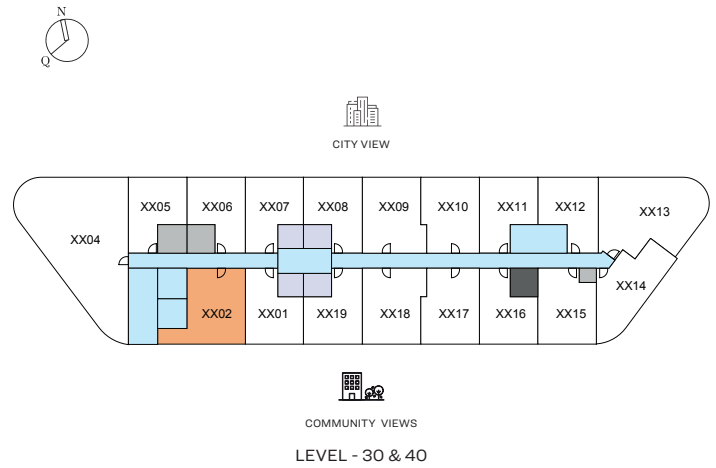 N
Q
CITY VIEW
XX05 XX06 XX07 XX08 XX09 XX10 XX11 XX12 XX13
XX04
XX14
XX02 XX01 XX19 XX18 XX17 XX16 XX15
COMMUNITY VIEWS
LEVEL - 30 & 40